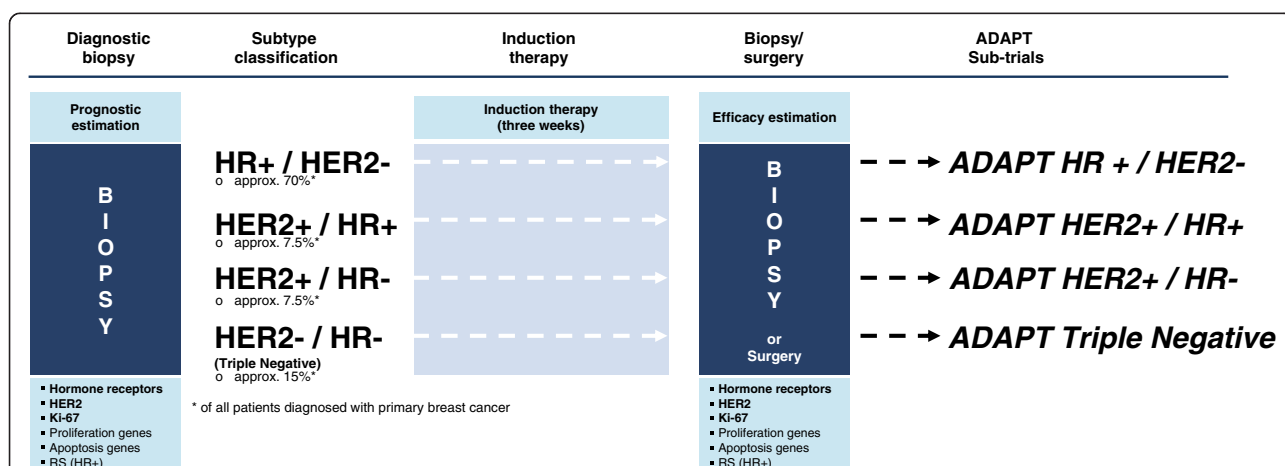 Diagnostic
biopsy
Subtype
classification
Induction
therapy
Biopsy/
surgery
ADAPT
Sub-trials
Prognostic
estimation
Induction therapy
(three weeks)
Efficacy estimation
B
I
O
P
S
Y
HR+ / HER2-
o approx. 70%*
HER2+ / HR+
o approx. 7.5%*
HER2+ / HR-
o approx. 7.5%*
HER2- / HR-
(Triple Negative)
o approx. 15%*
B
I
O
P
S
Y
or
Surgery
ADAPT HR + / HER2-
ADAPT HER2+ / HR+
ADAPT HER2+ / HR-
ADAPT Triple Negative
▪ Hormone receptors
▪ HER2
▪ Ki-67
▪ Proliferation genes
▪ Apoptosis genes
▪ RS (HR+)
* of all patients diagnosed with primary breast cancer
▪ Hormone receptors
▪ HER2
▪ Ki-67
▪ Proliferation genes
▪ Apoptosis genes
▪ RS (HR+)